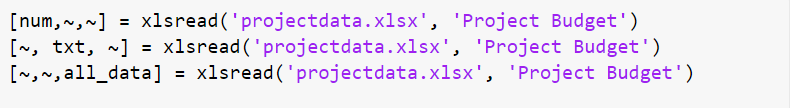 [num,~,~] = xlsread('projectdata.xlsx', 'Project Budget')
[~, txt, ~] = xlsread('projectdata.xlsx', 'Project Budget')
[~,~,all_data] = xlsread('projectdata.xlsx', 'Project Budget')